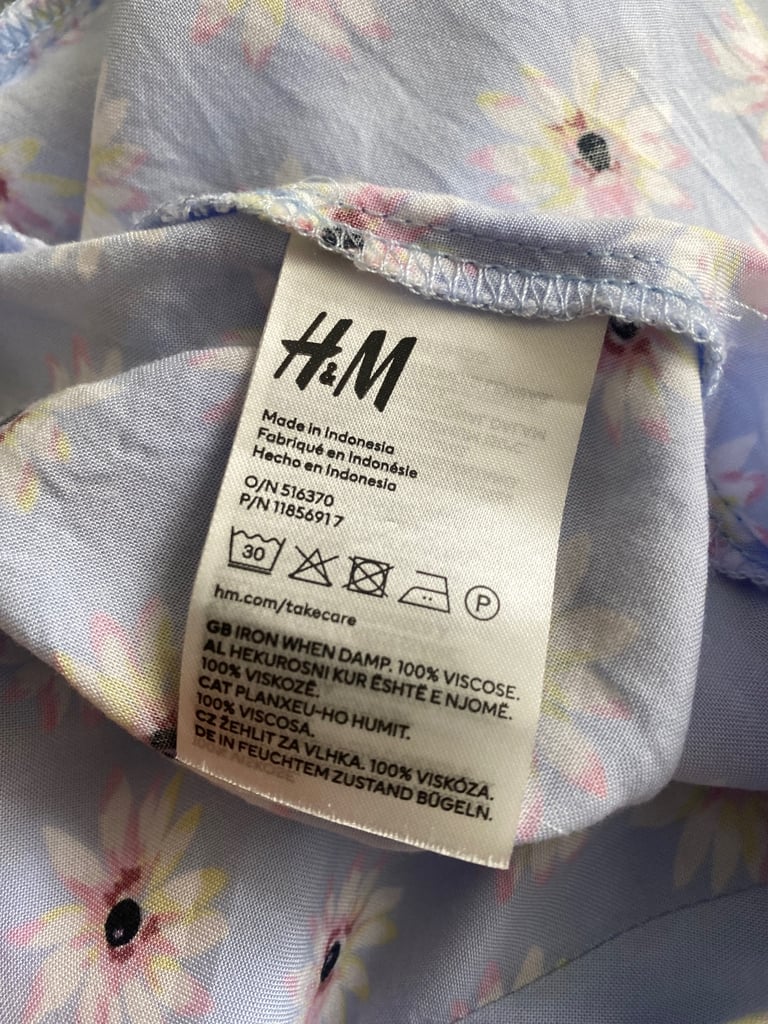 H&M
Made in Indonesia
Fabriqué en Indonésie
Hecho en Indonesia
O/N 516370
P/N 11856917
30
P
hm.com/takecare
GB IRON WHEN DAMP. 100% VISCOSE.
AL HEKUROSNI KUR ËSHTË E NJOMË.
100% VISKOZË.
CAT PLANXEU-HO HUMIT.
100% VISCOSA.
CZ ŽEHLIT ZA VLHKA. 100% VISKÓZA.
DE IN FEUCHTEM ZUSTAND BÜGELN.